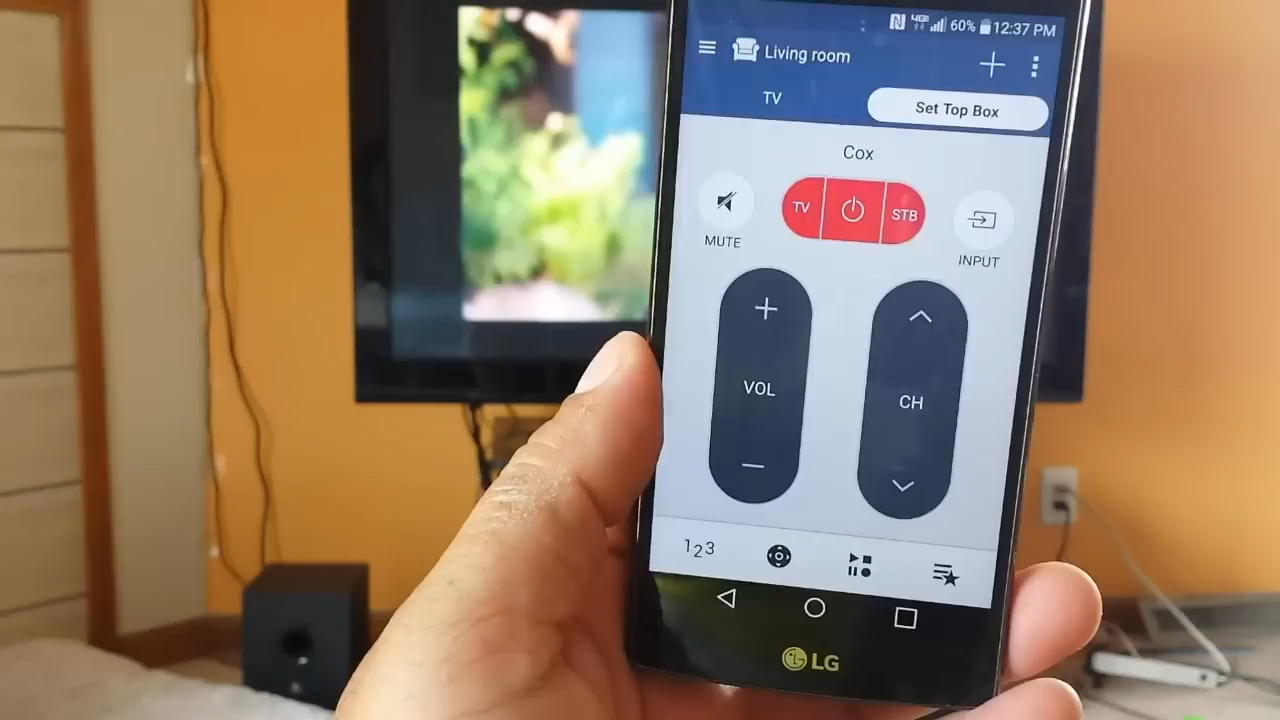 4G 60% 12:37 PM
Living room
TV
Set Top Box
Cox
TV
STB
MUTE
INPUT
VOL
CH
123
LG